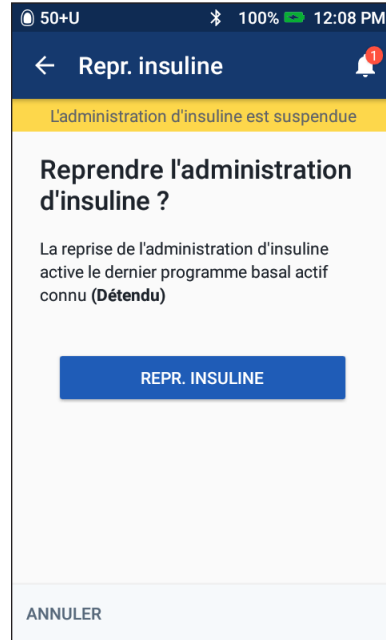 50+U 100% 12:08 PM
Repr. insuline 1
L'administration d'insuline est suspendue
Reprendre l'administration
d'insuline ?
La reprise de l'administration d'insuline
active le dernier programme basal actif
connu (Détendu)
REPR. INSULINE
ANNULER